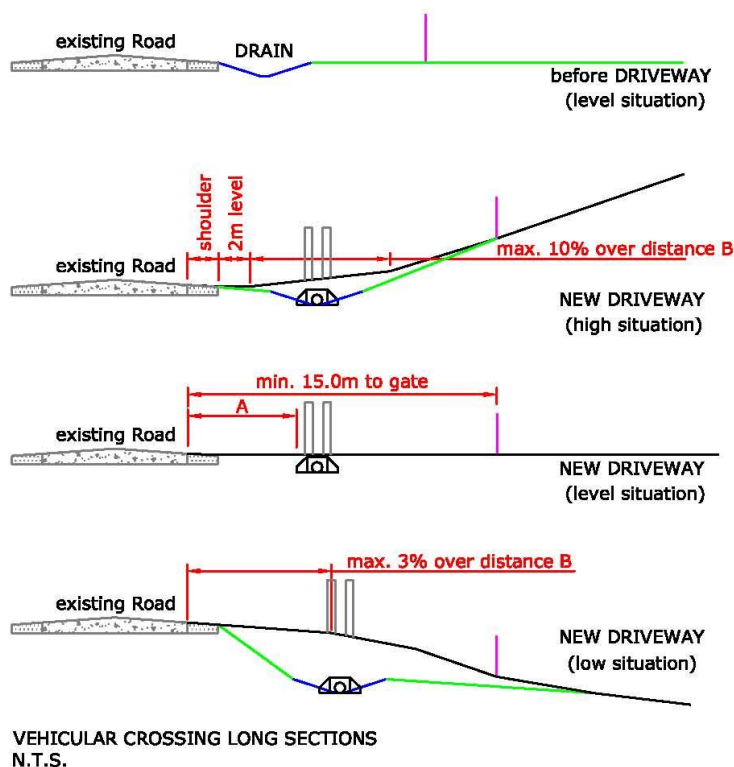 existing Road
DRAIN
before DRIVEWAY
(level situation)
shoulder
2m level
max. 10% over distance B
existing Road
NEW DRIVEWAY
(high situation)
min. 15.0m to gate
A
existing Road
NEW DRIVEWAY
(level situation)
max. 3% over distance B
existing Road
NEW DRIVEWAY
(low situation)
VEHICULAR CROSSING LONG SECTIONS
N.T.S.